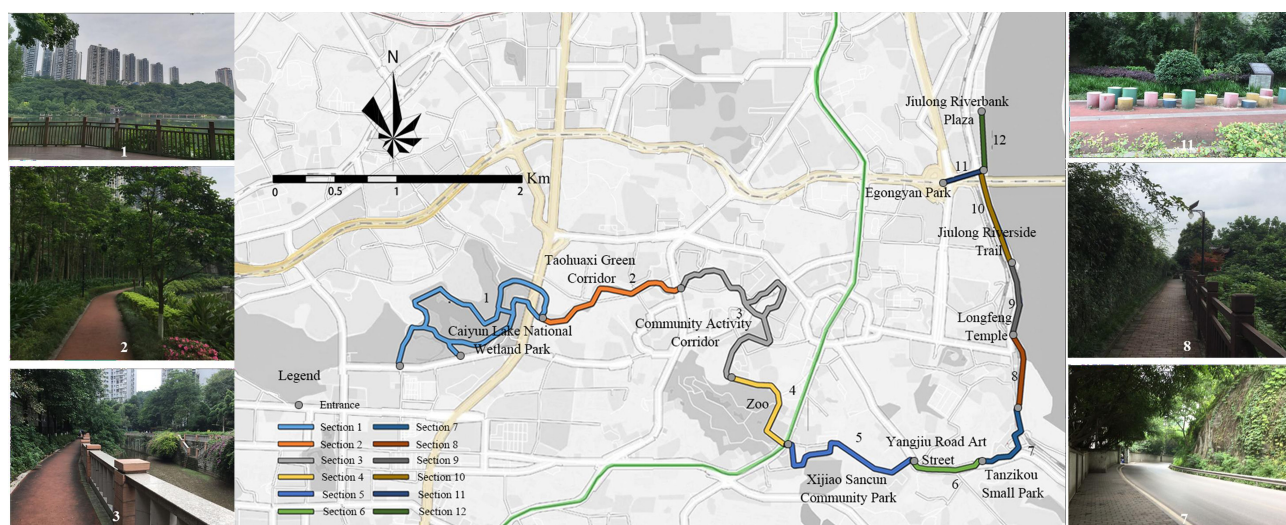 1
2
3
N
0
0.5
1
2
Km
Jiulong Riverbank
Plaza
12
11
Egongyan Park
10
Jiulong Riverside
Trail
Taohuaxi Green
Corridor
2
1
Caiyun Lake National
Wetland Park
3
Community Activity
Corridor
9
Longfeng
Temple
8
Zoo
4
5
Xijiao Sancun
Community Park
Yangjiu Road Art
Street
6
7
Tanzikou
Small Park
Legend
Entrance
Section 1
Section 2
Section 3
Section 4
Section 5
Section 6
Section 7
Section 8
Section 9
Section 10
Section 11
Section 12
11
8
7